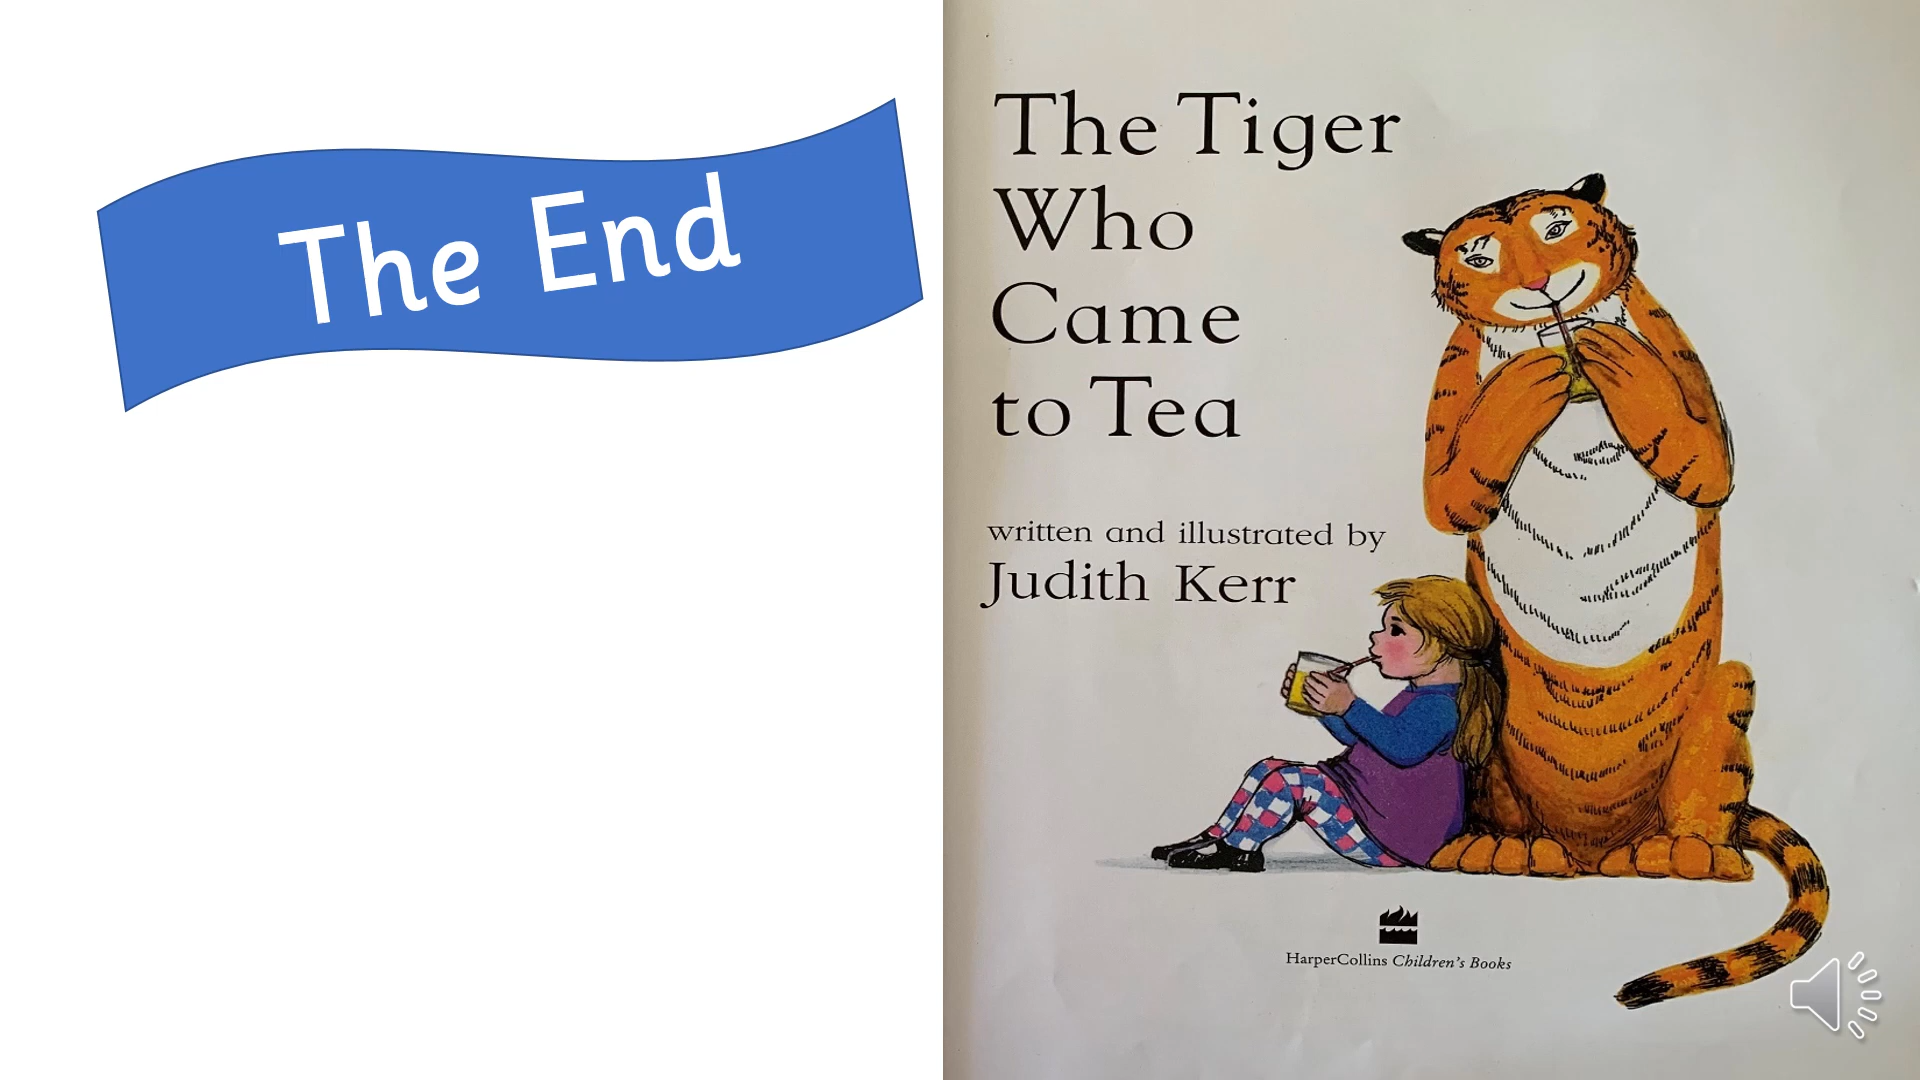 The End
The Tiger
Who
Came
to Tea
written and illustrated by
Judith Kerr
HarperCollins Children's Books